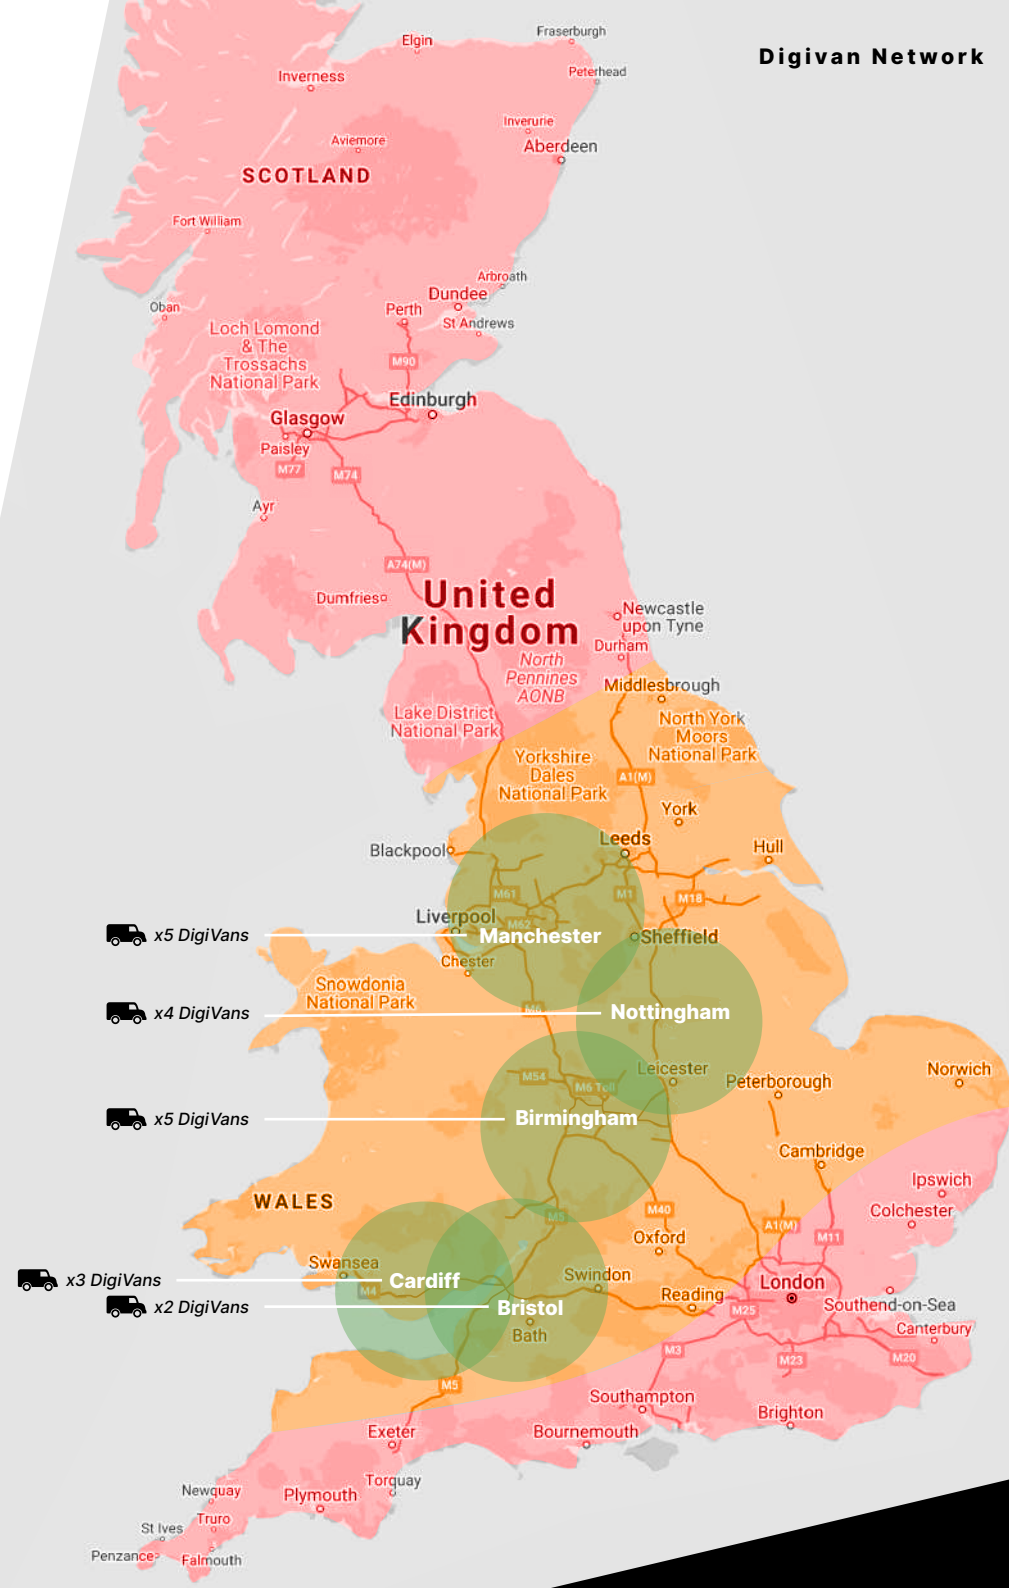 Digivan Network
Fraserburgh
Elgin
Peterhead
Inverness
Inverurie
Aviemore
Aberdeen
SCOTLAND
Fort William
Arbroath
Dundee
Oban
Perth
St Andrews
Loch Lomond
& The
Trossachs
National Park
M90
Edinburgh
Glasgow
Paisley
M77
M74
Ayr
A74(M)
United
Kingdom
Dumfries
Newcastle
upon Tyne
Durham
North
Pennines
AONB
Middlesbrough
Lake District
National Park
North York
Moors
National Park
Yorkshire
Dales
National Park
A1(M)
York
Leeds
Hull
Blackpool
M61
M1
M18
Liverpool
M62
x5 DigiVans
Manchester
Sheffield
Chester
Snowdonia
National Park
x4 DigiVans
M6
Nottingham
Leicester
Norwich
M54
M6 Toll
Peterborough
x5 DigiVans
Birmingham
Cambridge
Ipswich
WALES
Colchester
M40
M5
A1(M)
M11
Oxford
Swansea
x3 DigiVans
Cardiff
Swindon
London
M4
Reading
x2 DigiVans
Bristol
M25
Southend-on-Sea
Bath
Canterbury
M3
M23
M20
M5
Southampton
Brighton
Exeter
Bournemouth
Torquay
Newquay
Plymouth
Truro
St Ives
Penzance
Falmouth